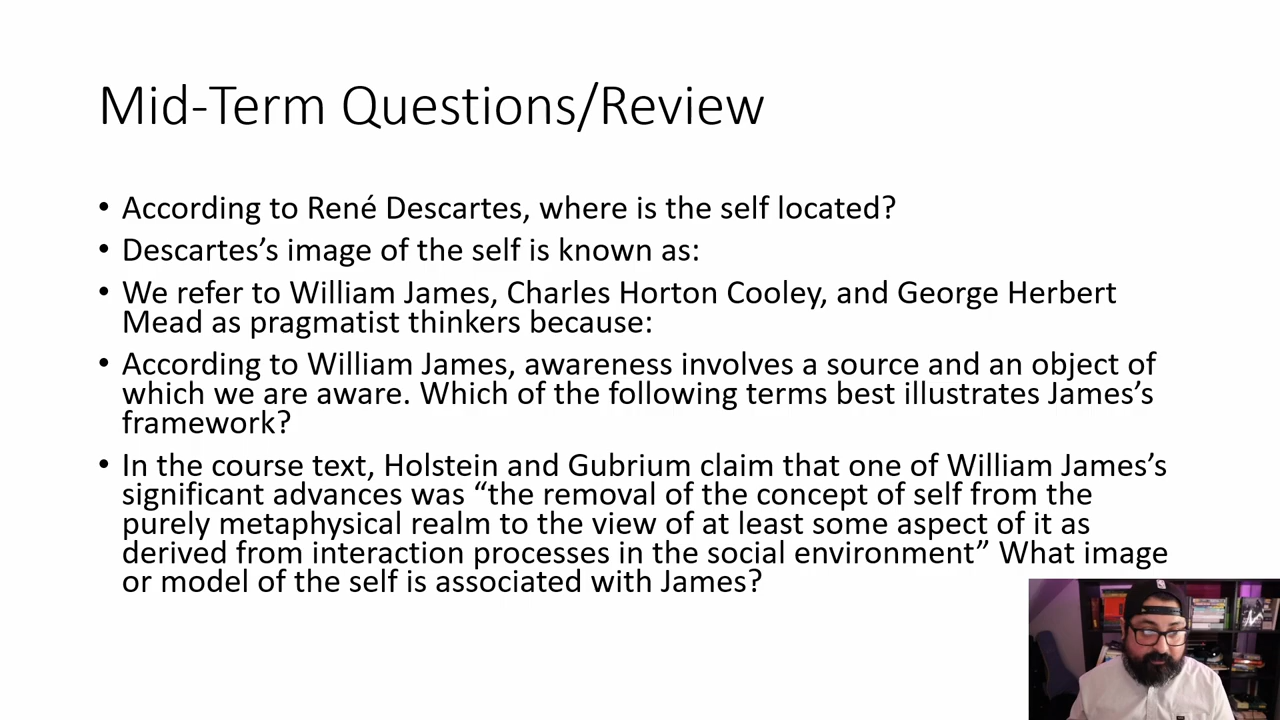 Mid-Term Questions/Review
• According to René Descartes, where is the self located?
• Descartes’s image of the self is known as:
• We refer to William James, Charles Horton Cooley, and George Herbert
Mead as pragmatist thinkers because:
• According to William James, awareness involves a source and an object of
which we are aware. Which of the following terms best illustrates James’s
framework?
• In the course text, Holstein and Gubrium claim that one of William James’s
significant advances was “the removal of the concept of self from the
purely metaphysical realm to the view of at least some aspect of it as
derived from interaction processes in the social environment” What image
or model of the self is associated with James?